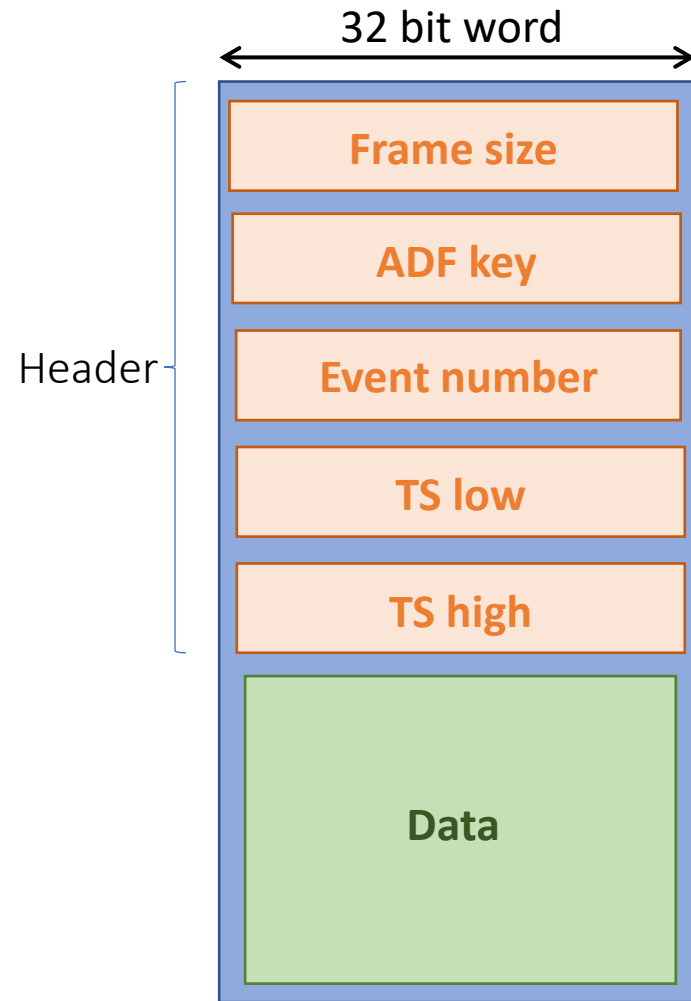 32 bit word
Frame size
ADF key
Header
Event number
TS low
TS high
Data